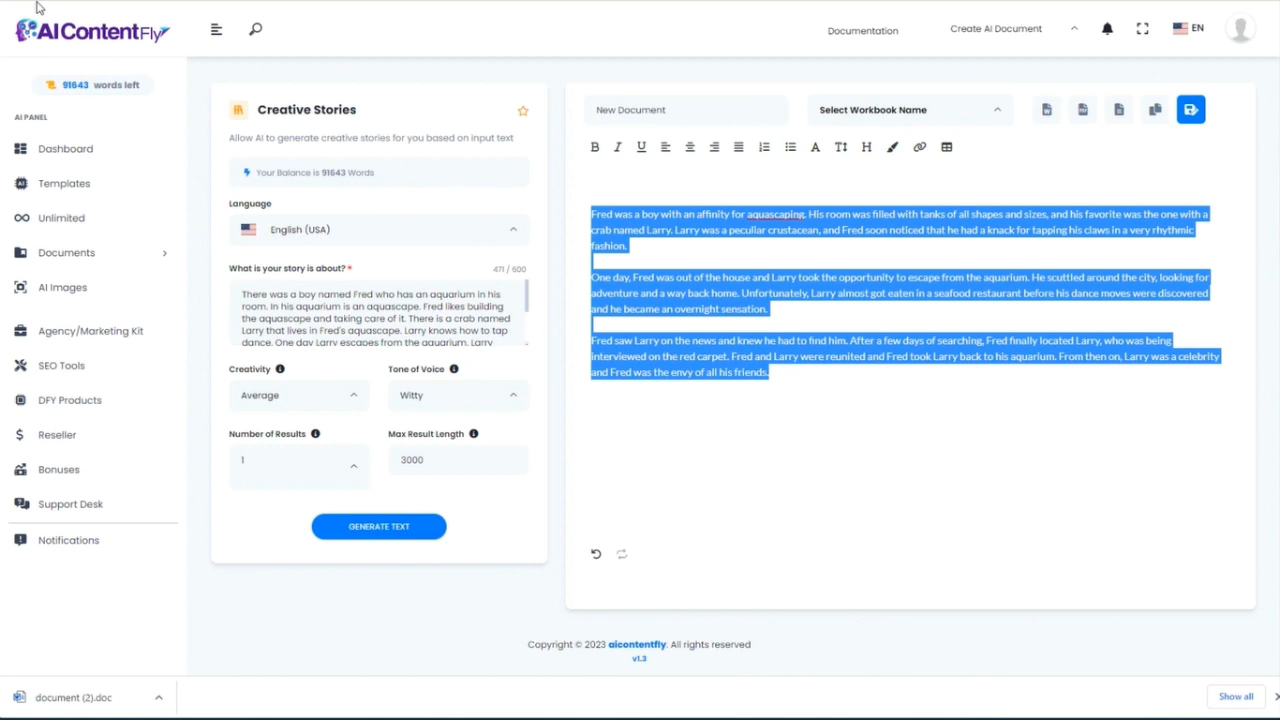 AIContentFly
Documentation
Create AI Document
EN
91643 words left
AI PANEL
Dashboard
Templates
Unlimited
Documents
AI Images
Agency/Marketing Kit
SEO Tools
DFY Products
Reseller
Bonuses
Support Desk
Notifications
Creative Stories
Allow AI to generate creative stories for you based on input text
Your Balance is 91643 Words
Language
English (USA)
What is your story is about? *
471 / 600
There was a boy named Fred who has an aquarium in his
room. In his aquarium is an aquascape. Fred likes building
the aquascape and taking care of it. There is a crab named
Larry that lives in Fred's aquascape. Larry knows how to tap
dance. One day Larry escapes from the aquarium. Larry
Creativity
Tone of Voice
Average
Witty
Number of Results
Max Result Length
1
3000
GENERATE TEXT
New Document
Select Workbook Name
B I U
A
H
Fred was a boy with an affinity for aquascaping. His room was filled with tanks of all shapes and sizes, and his favorite was the one with a
crab named Larry. Larry was a peculiar crustacean, and Fred soon noticed that he had a knack for tapping his claws in a very rhythmic
fashion.
One day, Fred was out of the house and Larry took the opportunity to escape from the aquarium. He scuttled around the city, looking for
adventure and a way back home. Unfortunately, Larry almost got eaten in a seafood restaurant before his dance moves were discovered
and he became an overnight sensation.
Fred saw Larry on the news and knew he had to find him. After a few days of searching, Fred finally located Larry, who was being
interviewed on the red carpet. Fred and Larry were reunited and Fred took Larry back to his aquarium. From then on, Larry was a celebrity
and Fred was the envy of all his friends.
Copyright © 2023 aicontentfly. All rights reserved
v1.3
document (2).doc
Show all